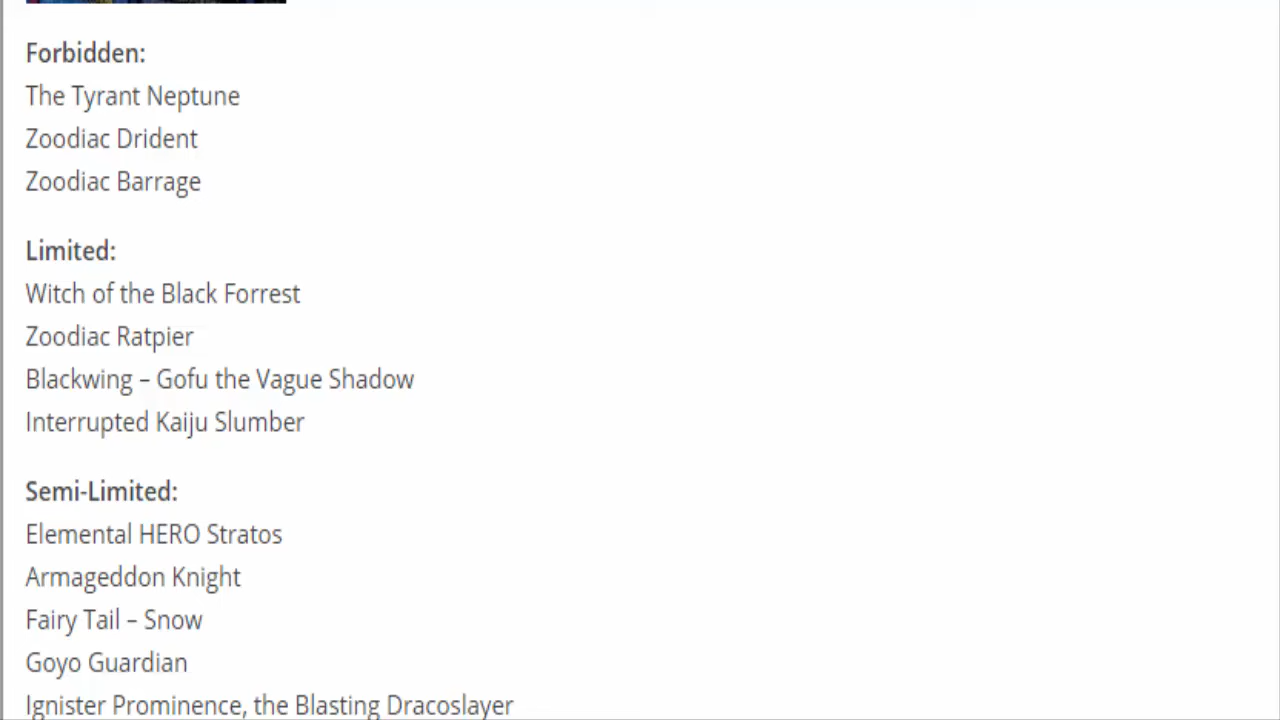 Forbidden:
The Tyrant Neptune
Zoodiac Drident
Zoodiac Barrage
Limited:
Witch of the Black Forrest
Zoodiac Ratpier
Blackwing – Gofu the Vague Shadow
Interrupted Kaiju Slumber
Semi-Limited:
Elemental HERO Stratos
Armageddon Knight
Fairy Tail – Snow
Goyo Guardian
Ignister Prominence, the Blasting Dracoslayer